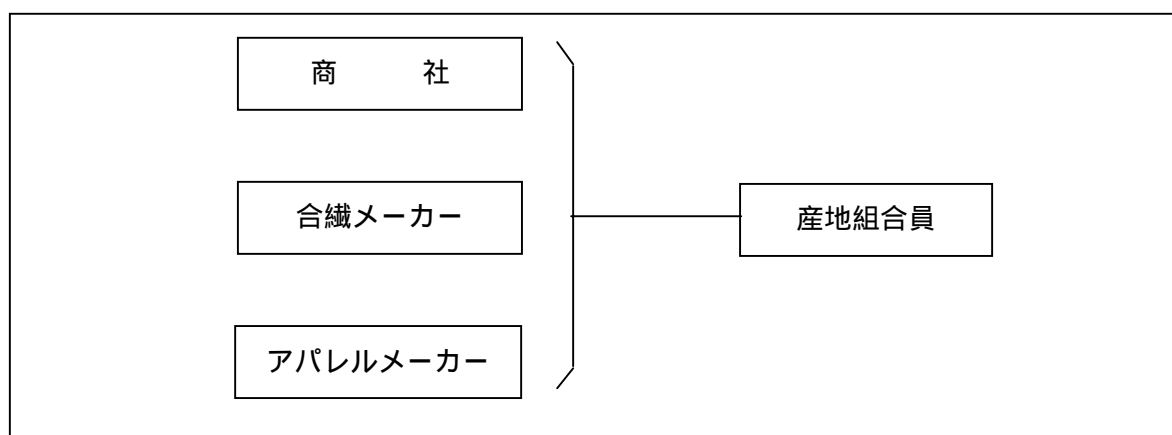 商　　社
合繊メーカー
産地組合員
アパレルメーカー